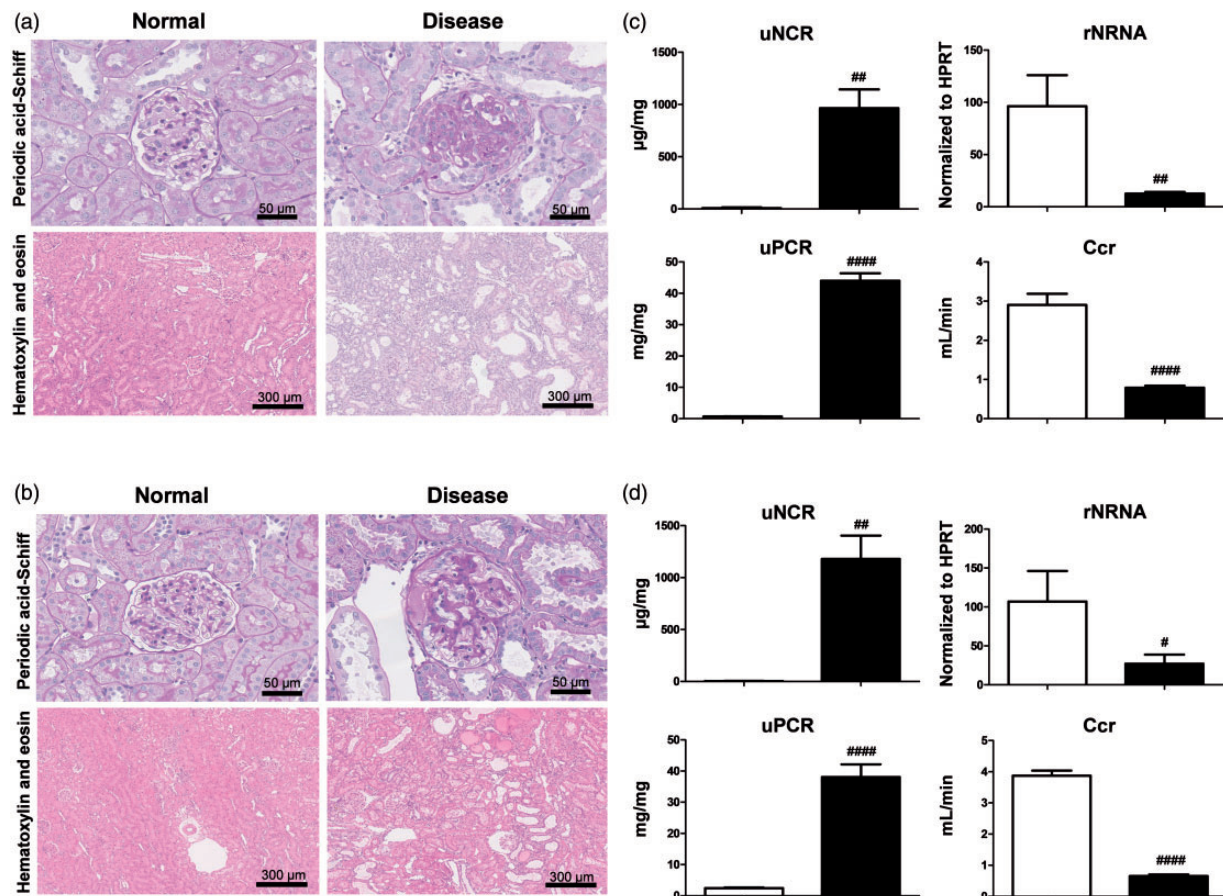 (a)
Normal
Disease
Periodic acid-Schiff
50 µm
50 µm
Hematoxylin and eosin
300 µm
300 µm
(b)
Normal
Disease
Periodic acid-Schiff
50 µm
50 µm
Hematoxylin and eosin
300 µm
300 µm
(c)
uNCR
µg/mg
1500
1000
500
0
##
rNRNA
Normalized to HPRT
150
100
50
0
##
uPCR
mg/mg
50
40
30
20
10
0
####
Ccr
mL/min
4
3
2
1
0
####
(d)
uNCR
µg/mg
1500
1000
500
0
##
rNRNA
Normalized to HPRT
200
150
100
50
0
#
uPCR
mg/mg
50
40
30
20
10
0
####
Ccr
mL/min
5
4
3
2
1
0
####